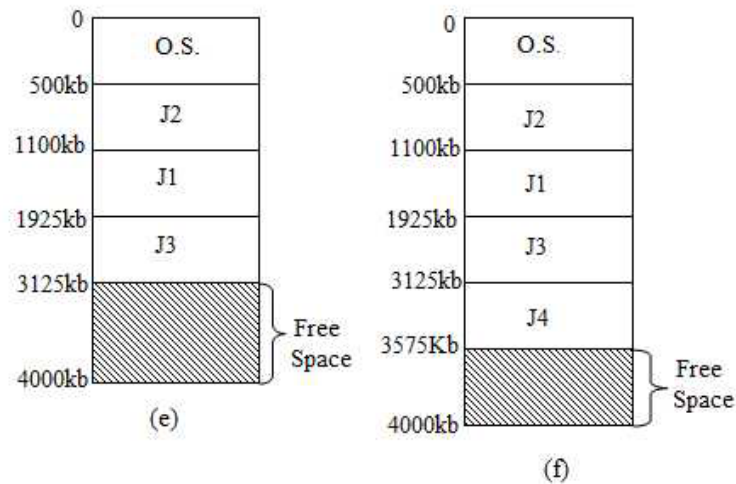 0
O.S.
500kb
J2
1100kb
J1
1925kb
J3
3125kb
Free
Space
4000kb
(e)
0
O.S.
500kb
J2
1100kb
J1
1925kb
J3
3125kb
J4
3575Kb
Free
Space
4000kb
(f)